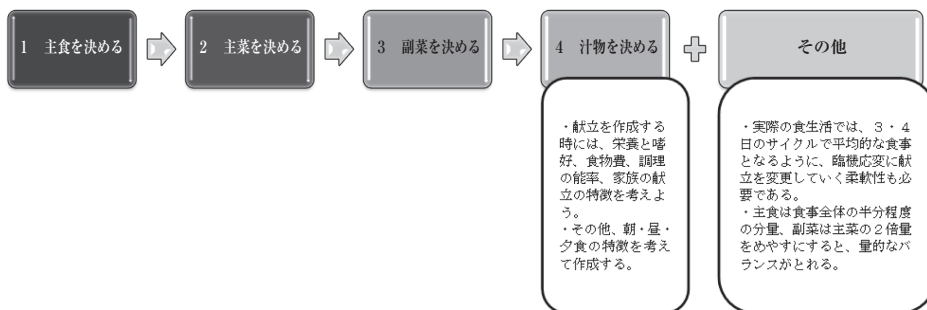 1 主食を決める
2 主菜を決める
3 副菜を決める
4 汁物を決める
その他
・献立を作成する
時には、栄養と嗜
好、食物費、調理
の能率、家族の献
立の特徴を考えよ
う。
・その他、朝・昼・
夕食の特徴を考え
て作成する。
・実際の食生活では、３・４
日のサイクルで平均的な食事
となるように、臨機応変に献
立を変更していく柔軟性も必
要である。
・主食は食事全体の半分程度
の分量、副菜は主菜の２倍量
をめやすにすると、量的なバ
ランスがとれる。